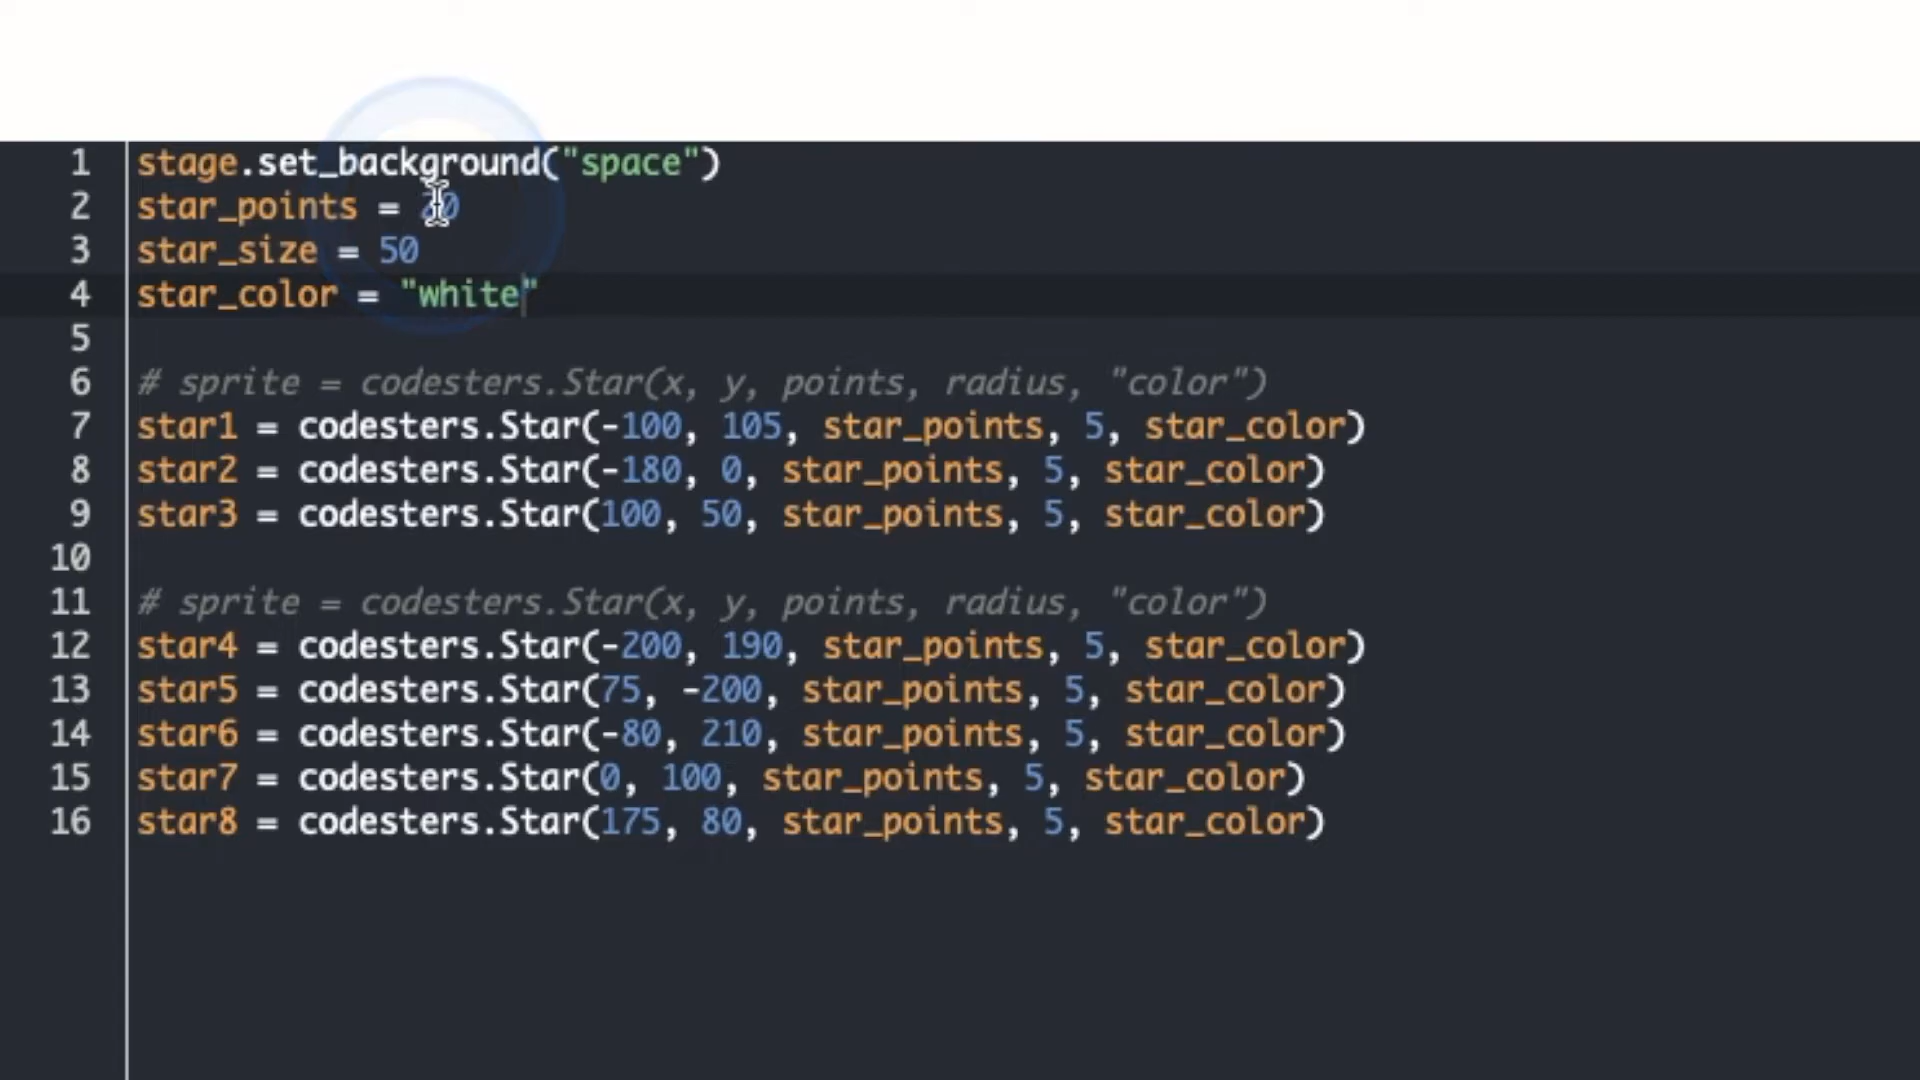 1 stage.set_background("space")
2 star_points = 20
3 star_size = 50
4 star_color = "white"
5
6 # sprite = codesters.Star(x, y, points, radius, "color")
7 star1 = codesters.Star(-100, 105, star_points, 5, star_color)
8 star2 = codesters.Star(-180, 0, star_points, 5, star_color)
9 star3 = codesters.Star(100, 50, star_points, 5, star_color)
10
11 # sprite = codesters.Star(x, y, points, radius, "color")
12 star4 = codesters.Star(-200, 190, star_points, 5, star_color)
13 star5 = codesters.Star(75, -200, star_points, 5, star_color)
14 star6 = codesters.Star(-80, 210, star_points, 5, star_color)
15 star7 = codesters.Star(0, 100, star_points, 5, star_color)
16 star8 = codesters.Star(175, 80, star_points, 5, star_color)